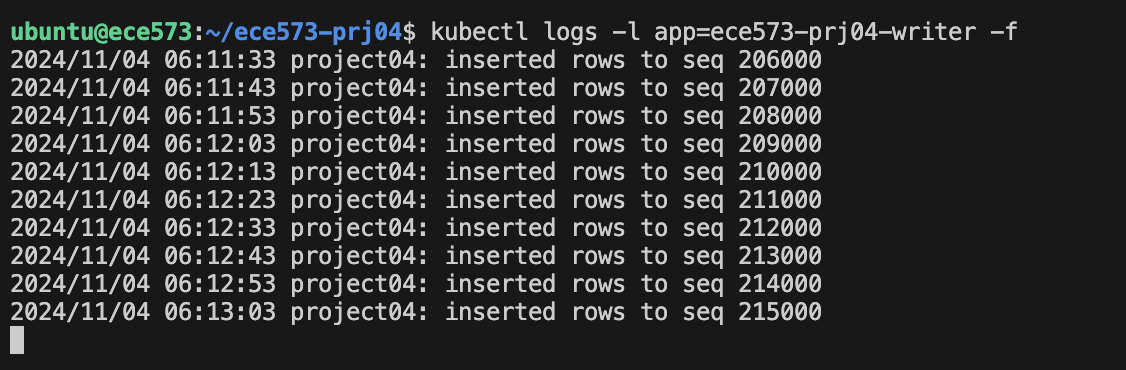 ubuntu@ece573:~/ece573-prj04$ kubectl logs -l app=ece573-prj04-writer -f
2024/11/04 06:11:33 project04: inserted rows to seq 206000
2024/11/04 06:11:43 project04: inserted rows to seq 207000
2024/11/04 06:11:53 project04: inserted rows to seq 208000
2024/11/04 06:12:03 project04: inserted rows to seq 209000
2024/11/04 06:12:13 project04: inserted rows to seq 210000
2024/11/04 06:12:23 project04: inserted rows to seq 211000
2024/11/04 06:12:33 project04: inserted rows to seq 212000
2024/11/04 06:12:43 project04: inserted rows to seq 213000
2024/11/04 06:12:53 project04: inserted rows to seq 214000
2024/11/04 06:13:03 project04: inserted rows to seq 215000